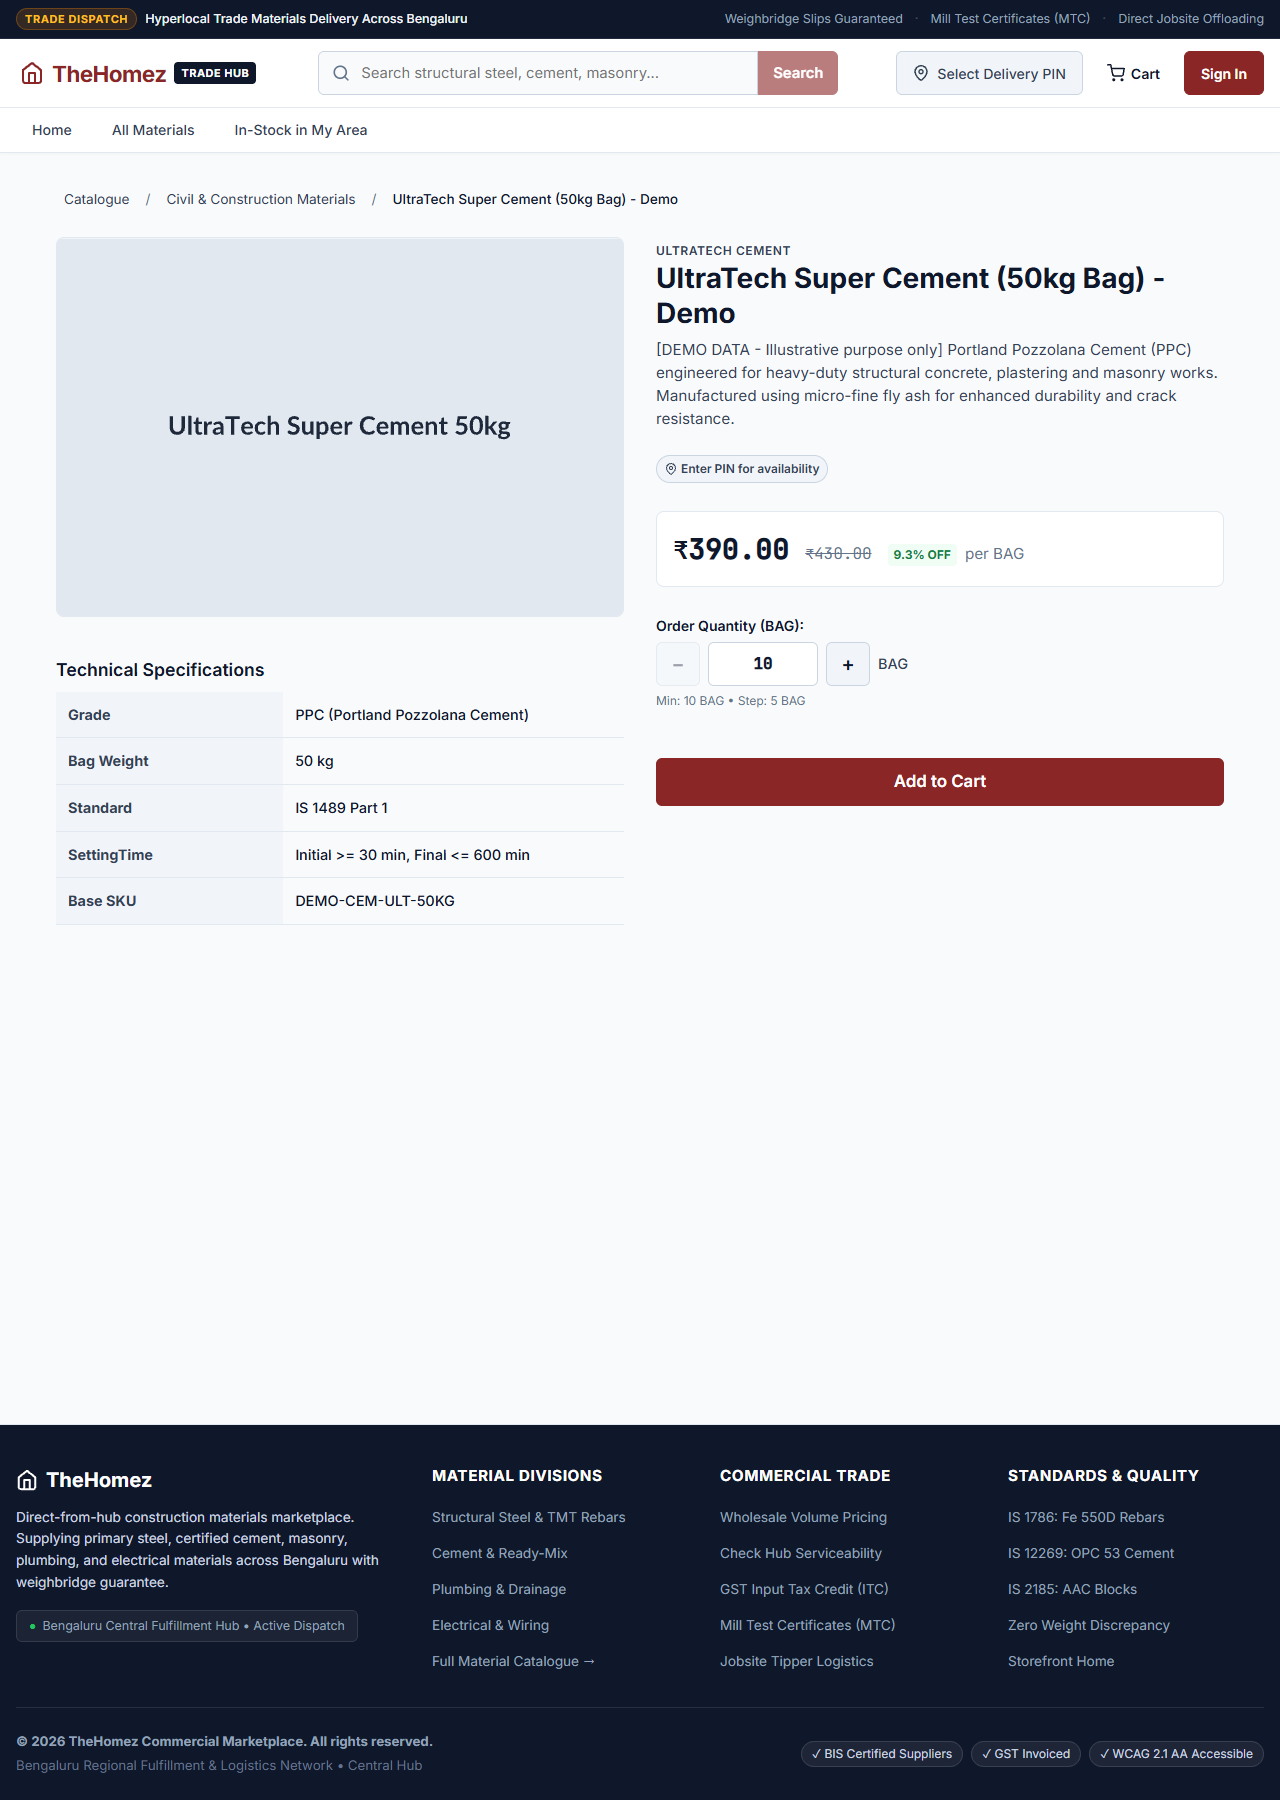 TRADE DISPATCH Hyperlocal Trade Materials Delivery Across Bengaluru
Weighbridge Slips Guaranteed · Mill Test Certificates (MTC) · Direct Jobsite Offloading
TheHomez TRADE HUB
Search structural steel, cement, masonry...
Search
Select Delivery PIN
Cart
Sign In
Home
All Materials
In-Stock in My Area
Catalogue / Civil & Construction Materials / UltraTech Super Cement (50kg Bag) - Demo
UltraTech Super Cement 50kg
ULTRATECH CEMENT
UltraTech Super Cement (50kg Bag) -
Demo
[DEMO DATA - Illustrative purpose only] Portland Pozzolana Cement (PPC)
engineered for heavy-duty structural concrete, plastering and masonry works.
Manufactured using micro-fine fly ash for enhanced durability and crack
resistance.
Enter PIN for availability
₹390.00 ₹430.00 9.3% OFF per BAG
Order Quantity (BAG):
− 10 + BAG
Min: 10 BAG • Step: 5 BAG
Add to Cart
Technical Specifications
Grade PPC (Portland Pozzolana Cement)
Bag Weight 50 kg
Standard IS 1489 Part 1
SettingTime Initial >= 30 min, Final <= 600 min
Base SKU DEMO-CEM-ULT-50KG
TheHomez
Direct-from-hub construction materials marketplace.
Supplying primary steel, certified cement, masonry,
plumbing, and electrical materials across Bengaluru with
weighbridge guarantee.
● Bengaluru Central Fulfillment Hub • Active Dispatch
MATERIAL DIVISIONS
Structural Steel & TMT Rebars
Cement & Ready-Mix
Plumbing & Drainage
Electrical & Wiring
Full Material Catalogue →
COMMERCIAL TRADE
Wholesale Volume Pricing
Check Hub Serviceability
GST Input Tax Credit (ITC)
Mill Test Certificates (MTC)
Jobsite Tipper Logistics
STANDARDS & QUALITY
IS 1786: Fe 550D Rebars
IS 12269: OPC 53 Cement
IS 2185: AAC Blocks
Zero Weight Discrepancy
Storefront Home
© 2026 TheHomez Commercial Marketplace. All rights reserved.
Bengaluru Regional Fulfillment & Logistics Network • Central Hub
✓ BIS Certified Suppliers
✓ GST Invoiced
✓ WCAG 2.1 AA Accessible